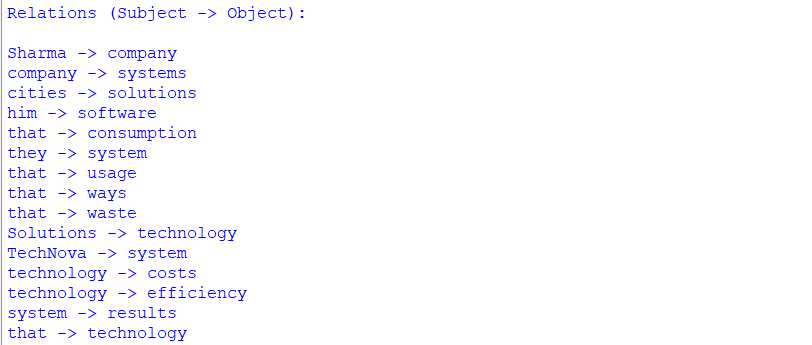 Relations (Subject -> Object):
Sharma -> company
company -> systems
cities -> solutions
him -> software
that -> consumption
they -> system
that -> usage
that -> ways
that -> waste
Solutions -> technology
TechNova -> system
technology -> costs
technology -> efficiency
system -> results
that -> technology